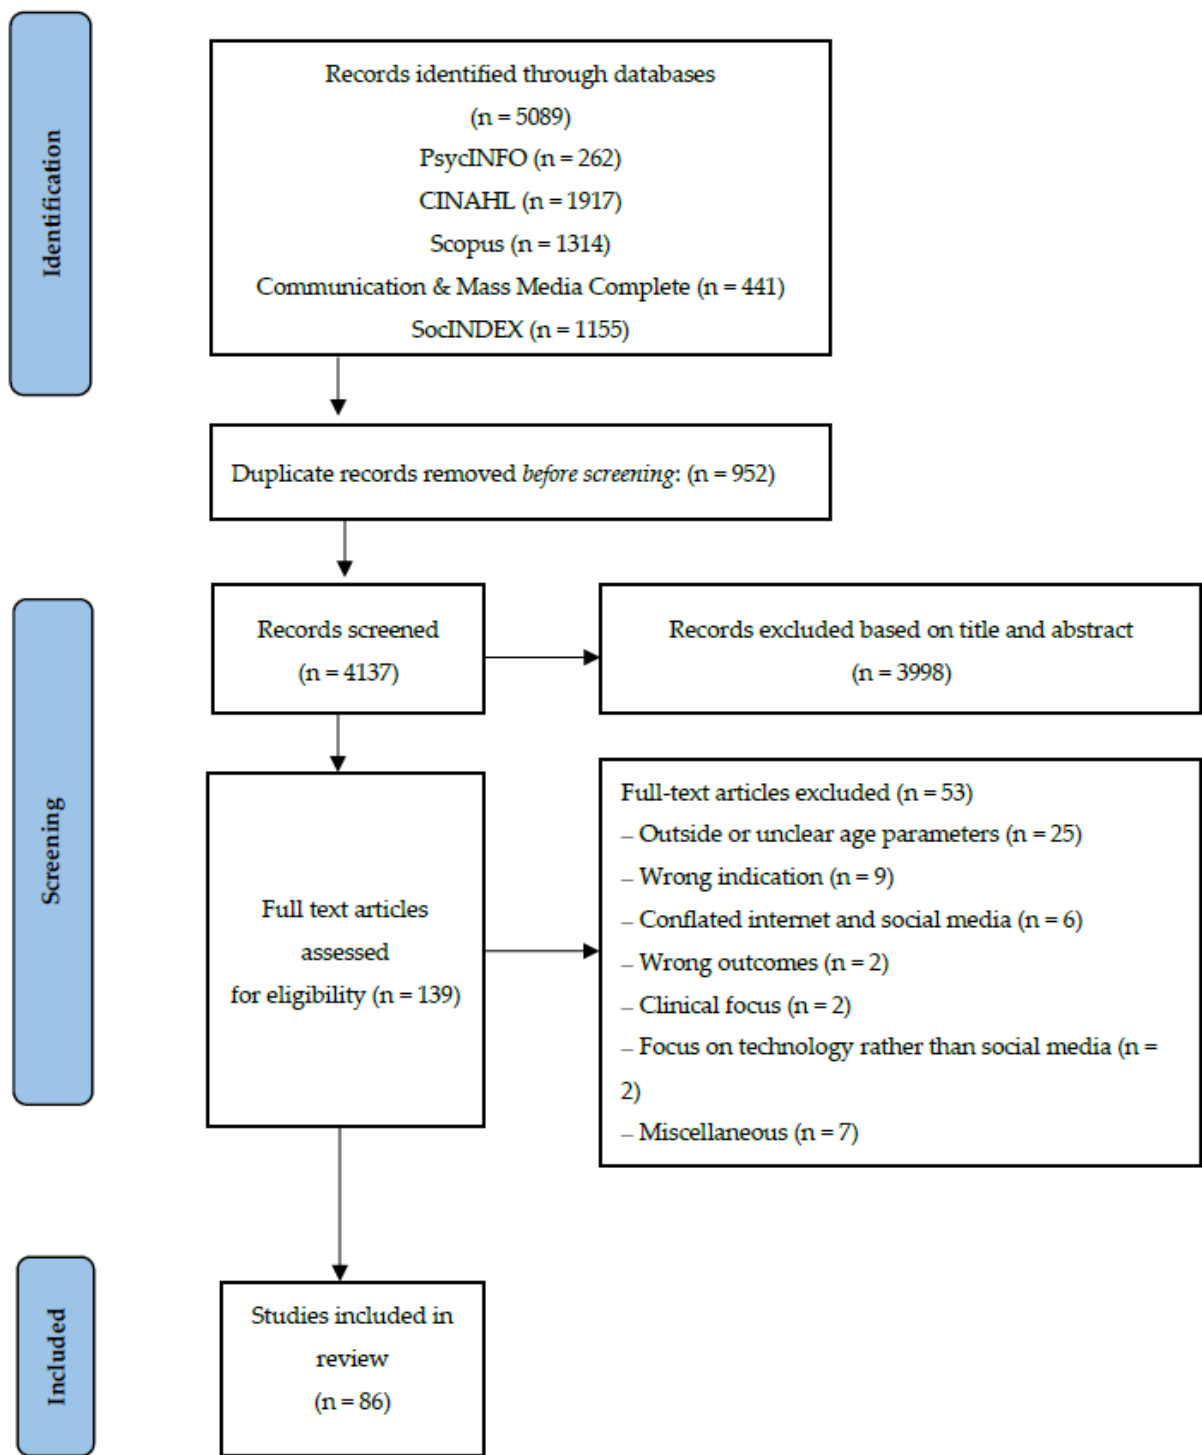 Identification
Records identified through databases
(n = 5089)
PsycINFO (n = 262)
CINAHL (n = 1917)
Scopus (n = 1314)
Communication & Mass Media Complete (n = 441)
SocINDEX (n = 1155)
Duplicate records removed before screening: (n = 952)
Screening
Records screened
(n = 4137)
Records excluded based on title and abstract
(n = 3998)
Full text articles
assessed
for eligibility (n = 139)
Full-text articles excluded (n = 53)
– Outside or unclear age parameters (n = 25)
– Wrong indication (n = 9)
– Conflated internet and social media (n = 6)
– Wrong outcomes (n = 2)
– Clinical focus (n = 2)
– Focus on technology rather than social media (n =
2)
– Miscellaneous (n = 7)
Included
Studies included in
review
(n = 86)